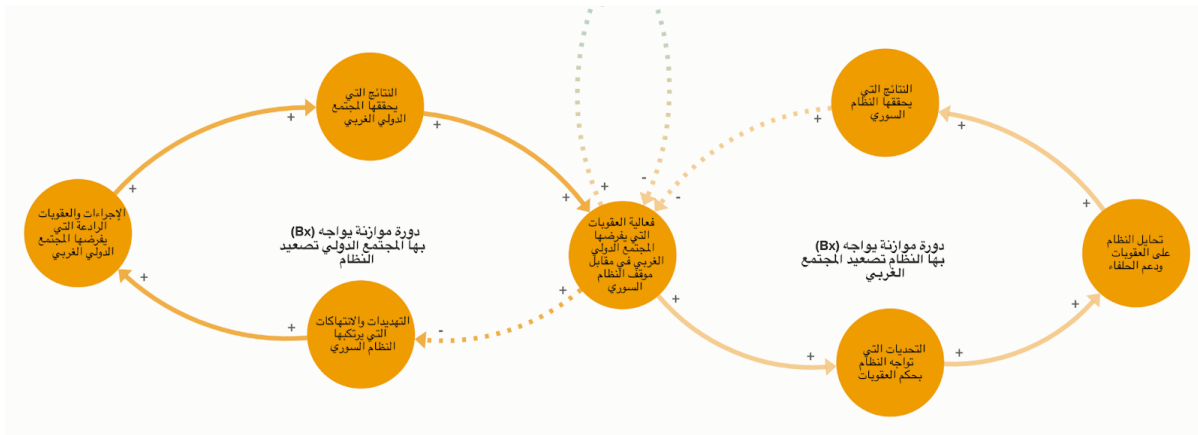 النتائج التي
يحققها المجتمع
الدولي الغربي
النتائج التي
يحققها النظام
السوري
الإجراءات والعقوبات
الرادعة التي
يفرضها المجتمع
الدولي الغربي
دورة موازنة يواجه (Bx)
بها المجتمع الدولي تصعيد
النظام
فعالية العقوبات
التي يفرضها
المجتمع الدولي
الغربي في مقابل
موقف النظام
السوري
دورة موازنة يواجه (Bx)
بها النظام تصعيد المجتمع
الغربي
تحايل النظام
على العقوبات
ودعم الحلفاء
التهديدات والانتهاكات
التي يرتكبها
النظام السوري
التحديات التي
تواجه النظام
بحكم العقوبات
+
+
+
+
+
+
+
-
+
-
-
+
+
+
+
+
+
+